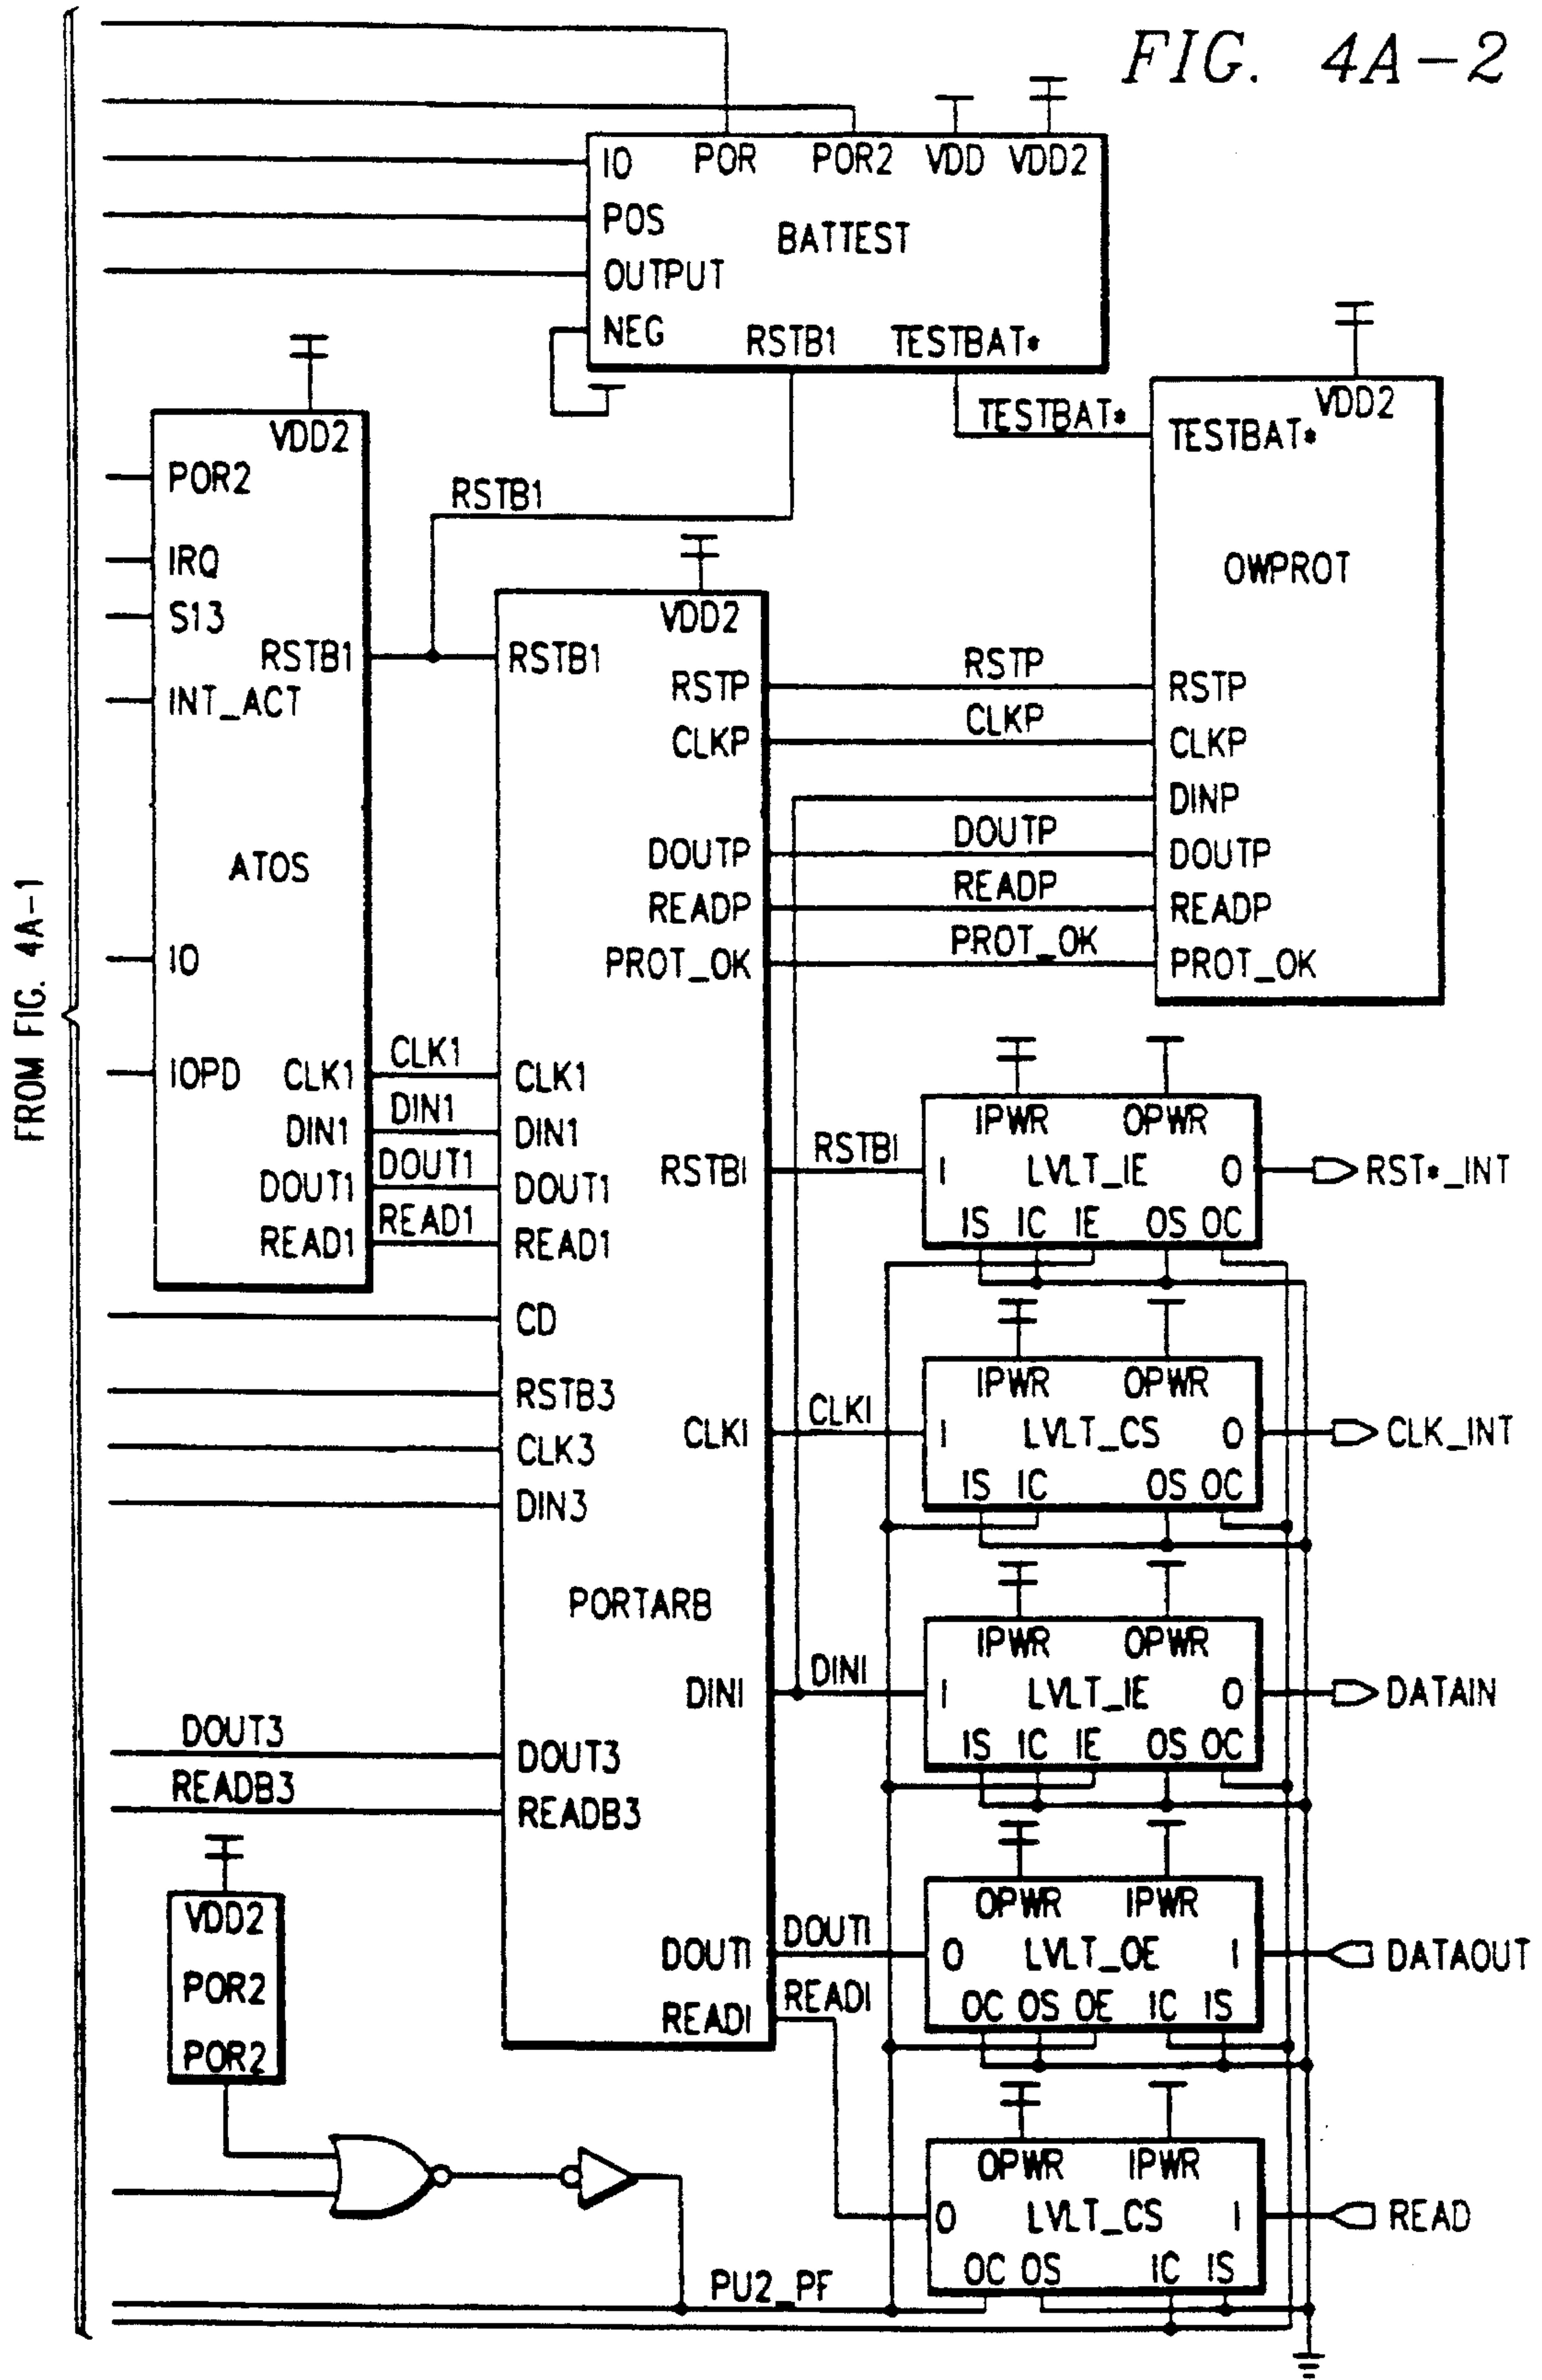 FIG. 4A-2
FROM FIG. 4A-1
IO POR POR2 VDD VDD2
POS
BATTEST
OUTPUT
NEG
RSTB1 TESTBAT*
TESTBAT*
VDD2
TESTBAT*
OWPROT
RSTP
CLKP
DINP
DOUTP
READP
PROT_OK
VDD2
POR2
IRQ
S13
RSTB1
INT_ACT
ATOS
IO
IOPD
CLK1
DIN1
DOUT1
READ1
RSTB1
CLK1
DIN1
DOUT1
READ1
VDD2
RSTB1
RSTP
CLKP
DOUTP
READP
PROT_OK
CLK1
DIN1
DOUT1
READ1
RSTBI
CD
RSTB3
CLK3
CLKI
DIN3
PORTARB
DINI
DOUT3
READB3
DOUTI
READI
RSTP
CLKP
DOUTP
READP
PROT_OK
DOUT3
READB3
RSTBI
IPWR OPWR
I LVLT_IE O
IS IC IE OS OC
RST*_INT
CLKI
IPWR OPWR
I LVLT_CS O
IS IC OS OC
CLK_INT
DINI
IPWR OPWR
I LVLT_IE O
IS IC IE OS OC
DATAIN
DOUTI
OPWR IPWR
O LVLT_OE I
OC OS OE IC IS
DATAOUT
READI
OPWR IPWR
O LVLT_CS I
OC OS IC IS
READ
VDD2
POR2
POR2
PU2_PF